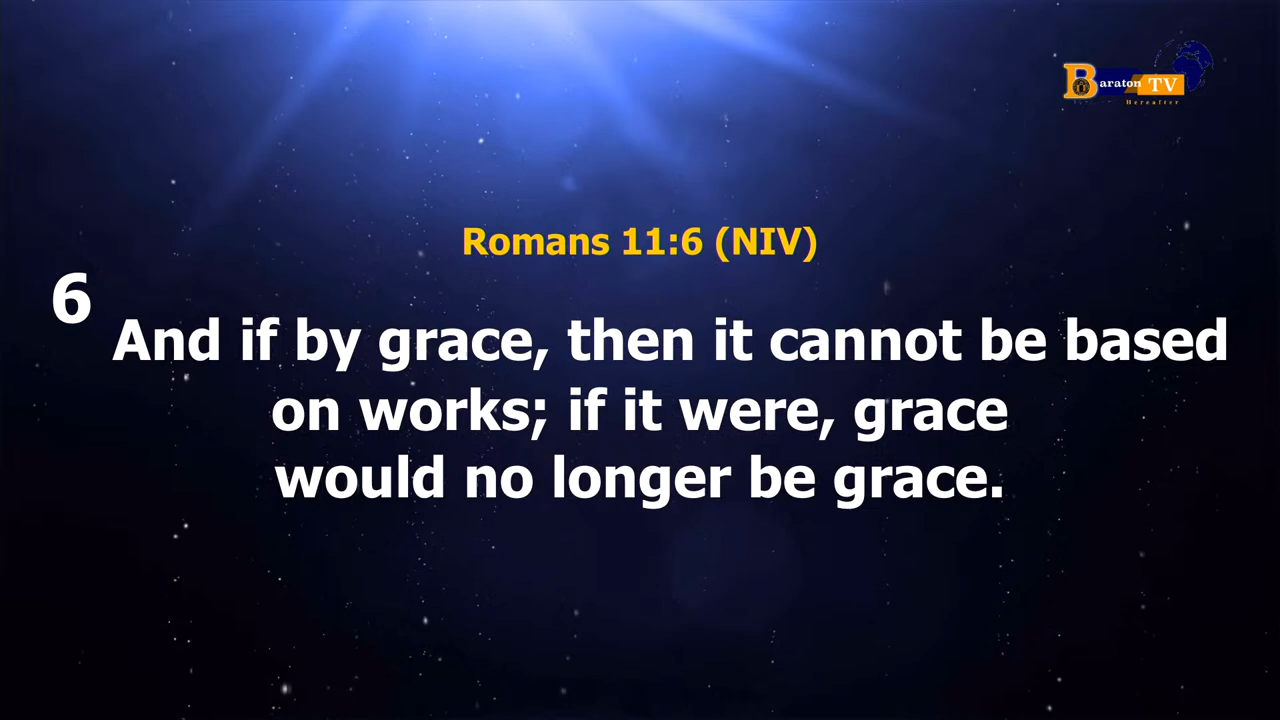 Baraton TV
Hereafter
Romans 11:6 (NIV)
6 And if by grace, then it cannot be based
on works; if it were, grace
would no longer be grace.